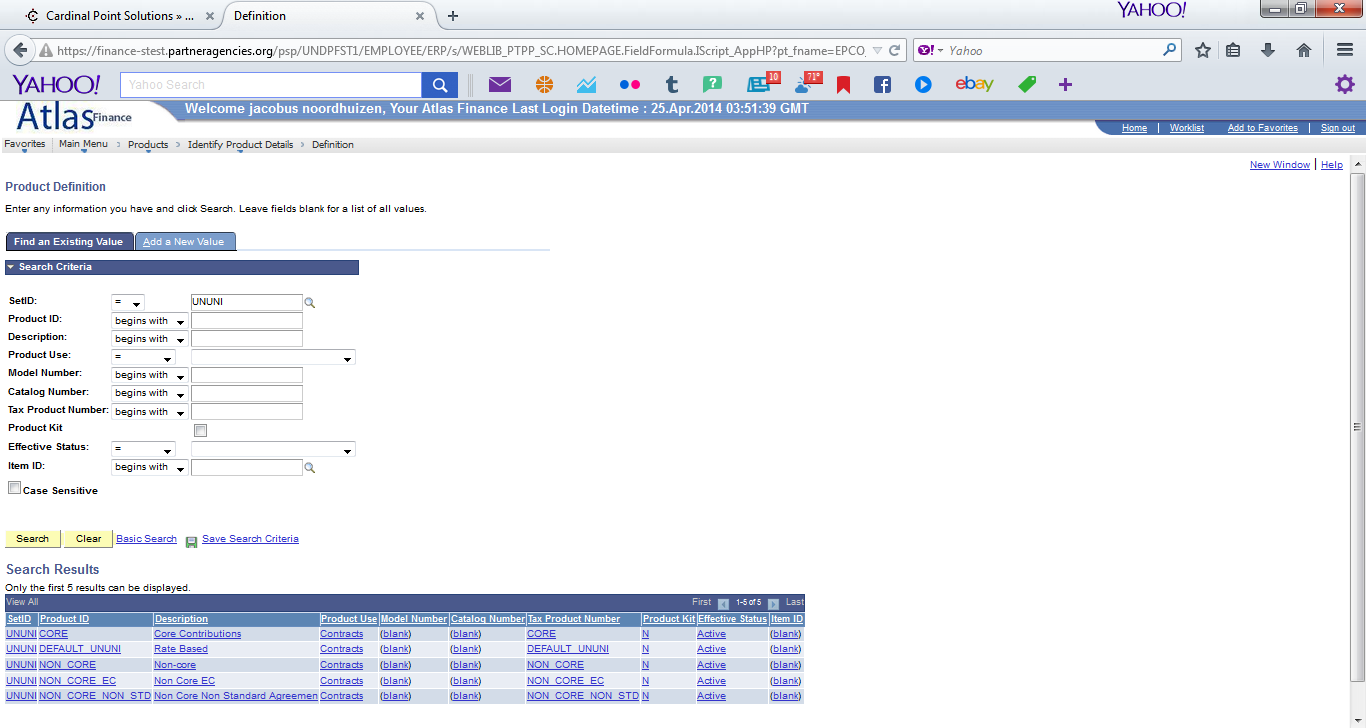 Cardinal Point Solutions » ...
Definition
YAHOO!
https://finance-stest.partneragencies.org/psp/UNDPFST1/EMPLOYEE/ERP/s/WEBLIB_PTPP_SC.HOMEPAGE.FieldFormula.IScript_AppHP?pt_fname=EPCO_
Yahoo
YAHOO!
Yahoo Search
10
71°
ebay
Atlas Finance
Welcome jacobus noordhuizen, Your Atlas Finance Last Login Datetime : 25.Apr.2014 03:51:39 GMT
Home | Worklist Add to Favorites | Sign out
Favorites Main Menu > Products > Identify Product Details > Definition
New Window | Help
Product Definition
Enter any information you have and click Search. Leave fields blank for a list of all values.
Find an Existing Value Add a New Value
Search Criteria
SetID: = UNUNI
Product ID: begins with
Description: begins with
Product Use: =
Model Number: begins with
Catalog Number: begins with
Tax Product Number: begins with
Product Kit
Effective Status: =
Item ID: begins with
Case Sensitive
Search Clear Basic Search Save Search Criteria
Search Results
Only the first 5 results can be displayed.
View All First 1-5 of 5 Last
SetID Product ID Description Product Use Model Number Catalog Number Tax Product Number Product Kit Effective Status Item ID
UNUNI CORE Core Contributions Contracts (blank) (blank) CORE N Active (blank)
UNUNI DEFAULT_UNUNI Rate Based Contracts (blank) (blank) DEFAULT_UNUNI N Active (blank)
UNUNI NON_CORE Non-core Contracts (blank) (blank) NON_CORE N Active (blank)
UNUNI NON_CORE_EC Non Core EC Contracts (blank) (blank) NON_CORE_EC N Active (blank)
UNUNI NON_CORE_NON_STD Non Core Non Standard Agreemen Contracts (blank) (blank) NON_CORE_NON_STD N Active (blank)